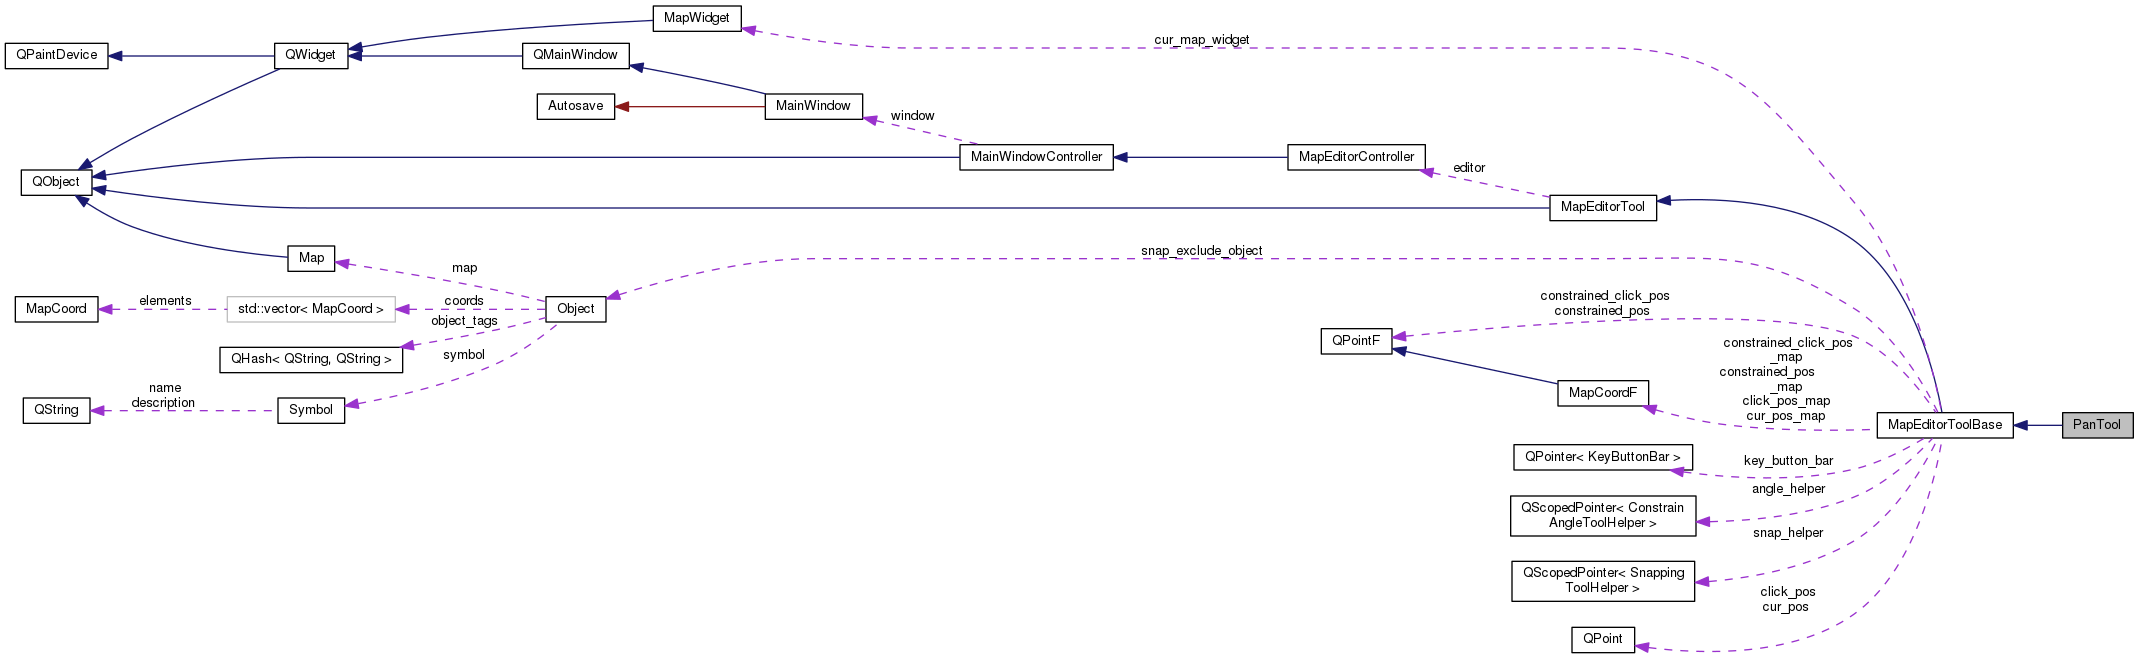 MapWidget
cur_map_widget
QPaintDevice
QWidget
QMainWindow
Autosave
MainWindow
window
QObject
MainWindowController
MapEditorController
editor
MapEditorTool
Map
map
snap_exclude_object
MapCoord
elements
std::vector< MapCoord >
coords
Object
object_tags
QHash< QString, QString >
symbol
QString
name
description
Symbol
constrained_click_pos
constrained_pos
QPointF
constrained_click_pos
_map
constrained_pos
_map
click_pos_map
cur_pos_map
MapCoordF
MapEditorToolBase
PanTool
QPointer< KeyButtonBar >
key_button_bar
angle_helper
QScopedPointer< Constrain
AngleToolHelper >
snap_helper
QScopedPointer< Snapping
ToolHelper >
click_pos
cur_pos
QPoint